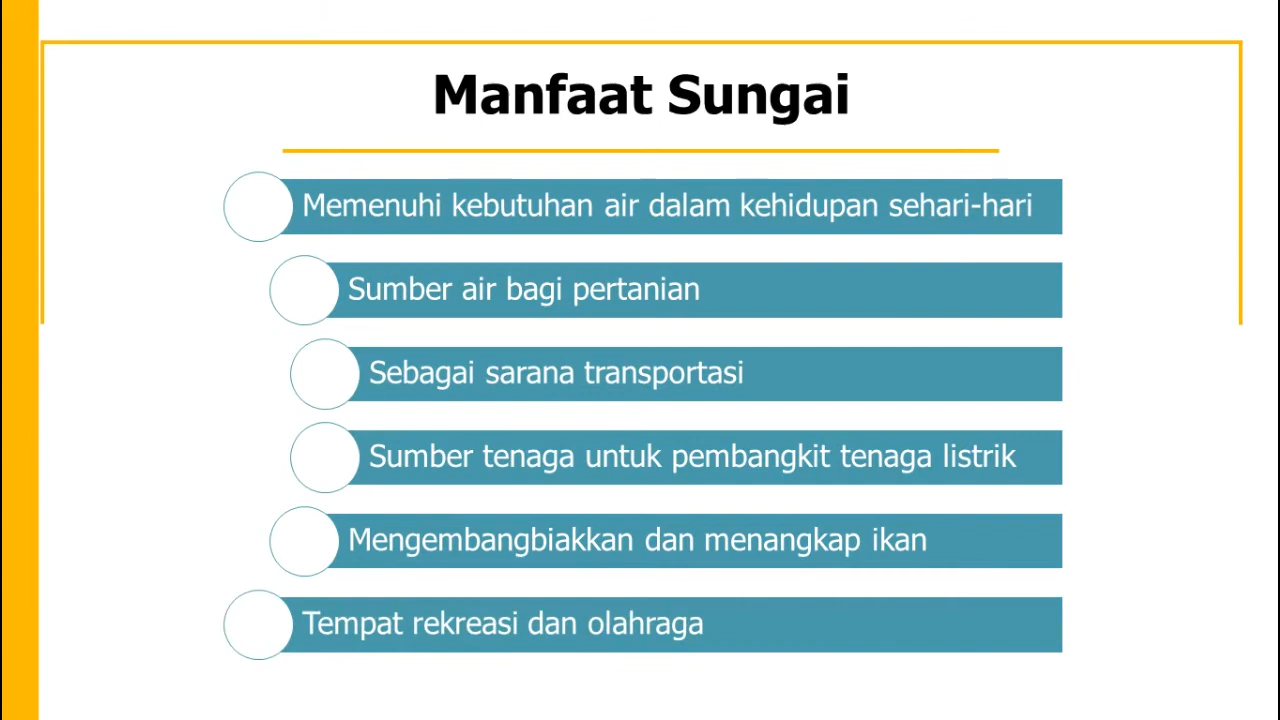 Manfaat Sungai
Memenuhi kebutuhan air dalam kehidupan sehari-hari
Sumber air bagi pertanian
Sebagai sarana transportasi
Sumber tenaga untuk pembangkit tenaga listrik
Mengembangbiakkan dan menangkap ikan
Tempat rekreasi dan olahraga